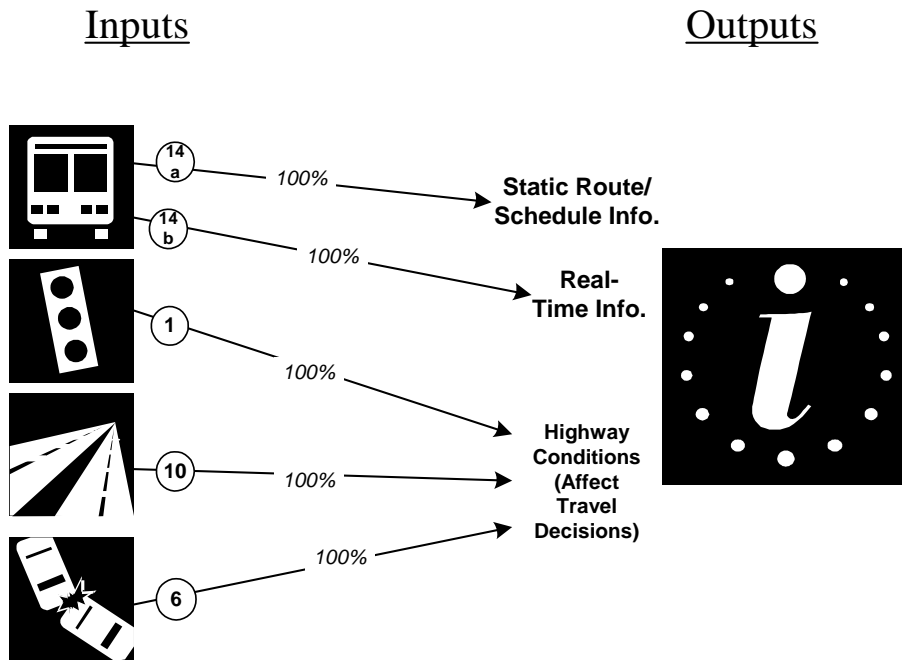 Inputs
Outputs
14
a
100%
Static Route/
Schedule Info.
14
b
100%
Real-
Time Info.
1
100%
Highway
Conditions
(Affect
Travel
Decisions)
10
100%
6
100%
i